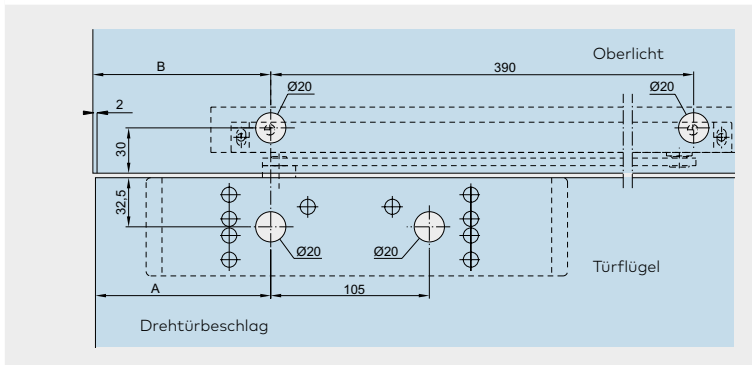 Oberlicht
B
390
Ø20
Ø20
2
30
32,5
Ø20
Ø20
Türflügel
A
105
Drehtürbeschlag